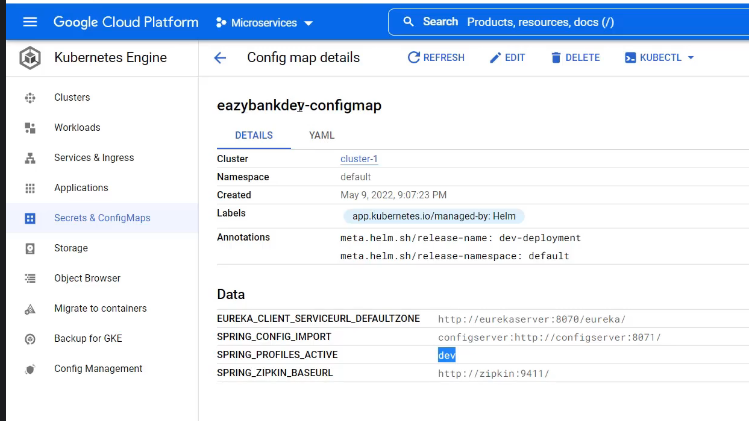 Google Cloud Platform
Microservices
Search Products, resources, docs (/)
Kubernetes Engine
Config map details
REFRESH
EDIT
DELETE
KUBECTL
Clusters
Workloads
Services & Ingress
Applications
Secrets & ConfigMaps
Storage
Object Browser
Migrate to containers
Backup for GKE
Config Management
eazybankdev-configmap
DETAILS YAML
Cluster cluster-1
Namespace default
Created May 9, 2022, 9:07:23 PM
Labels app.kubernetes.io/managed-by: Helm
Annotations meta.helm.sh/release-name: dev-deployment
meta.helm.sh/release-namespace: default
Data
EUREKA_CLIENT_SERVICEURL_DEFAULTZONE http://eurekaserver:8070/eureka/
SPRING_CONFIG_IMPORT configserver:http://configserver:8071/
SPRING_PROFILES_ACTIVE dev
SPRING_ZIPKIN_BASEURL http://zipkin:9411/